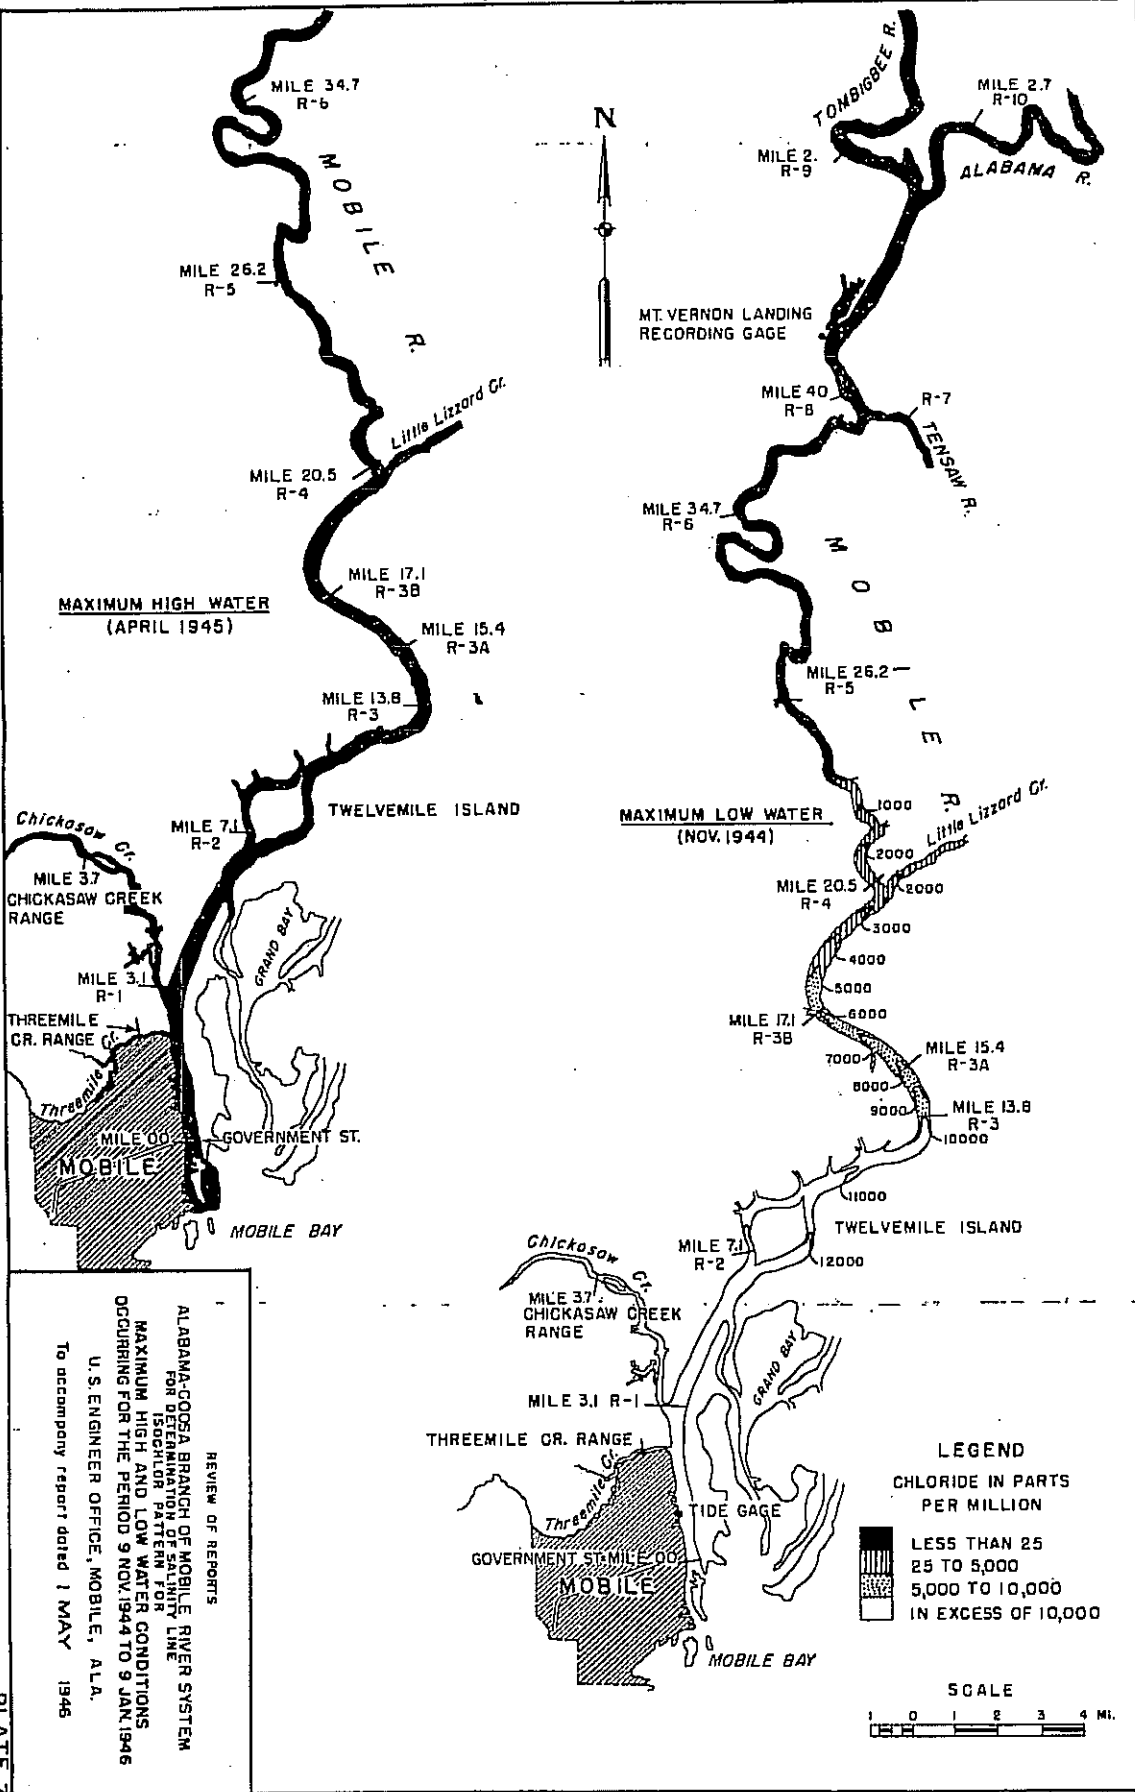 MILE 34.7
R-6
MOBILE R.
MILE 26.2
R-5
Little Lizzard Cr.
MILE 20.5
R-4
MILE 17.1
R-3B
MAXIMUM HIGH WATER
(APRIL 1945)
MILE 15.4
R-3A
MILE 13.8
R-3
TWELVEMILE ISLAND
Chickasaw Cr.
MILE 7.1
R-2
MILE 3.7
CHICKASAW CREEK
RANGE
GRAND BAY
MILE 3.1
R-1
THREEMILE
CR. RANGE
Threemile Cr.
MILE 00
GOVERNMENT ST.
MOBILE
MOBILE BAY
N
TOMBIGBEE R.
MILE 2.7
R-10
MILE 2.
R-9
ALABAMA R.
MT. VERNON LANDING
RECORDING GAGE
MILE 40
R-8
R-7
TENSAW R.
MILE 34.7
R-6
MOB LE R.
MILE 26.2
R-5
MAXIMUM LOW WATER
(NOV. 1944)
1000
Little Lizzard Cr.
2000
MILE 20.5
R-4
2000
3000
4000
5000
MILE 17.1
R-3B
6000
7000
MILE 15.4
R-3A
8000
9000
MILE 13.8
R-3
10000
11000
TWELVEMILE ISLAND
MILE 7.1
R-2
12000
Chickasaw Cr.
MILE 3.7
CHICKASAW CREEK
RANGE
GRAND BAY
MILE 3.1 R-1
THREEMILE CR. RANGE
Threemile Cr.
TIDE GAGE
GOVERNMENT ST. MILE 00
MOBILE
MOBILE BAY
LEGEND
CHLORIDE IN PARTS
PER MILLION
LESS THAN 25
25 TO 5,000
5,000 TO 10,000
IN EXCESS OF 10,000
SCALE
1 0 1 2 3 4 MI.
REVIEW OF REPORTS
ALABAMA-COOSA BRANCH OF MOBILE RIVER SYSTEM
FOR DETERMINATION OF SALINITY LINE
ISOCHLOR PATTERN FOR
MAXIMUM HIGH AND LOW WATER CONDITIONS
OCCURRING FOR THE PERIOD 9 NOV. 1944 TO 9 JAN. 1946
U.S. ENGINEER OFFICE, MOBILE, ALA.
To accompany report dated 1 MAY 1946
PLATE